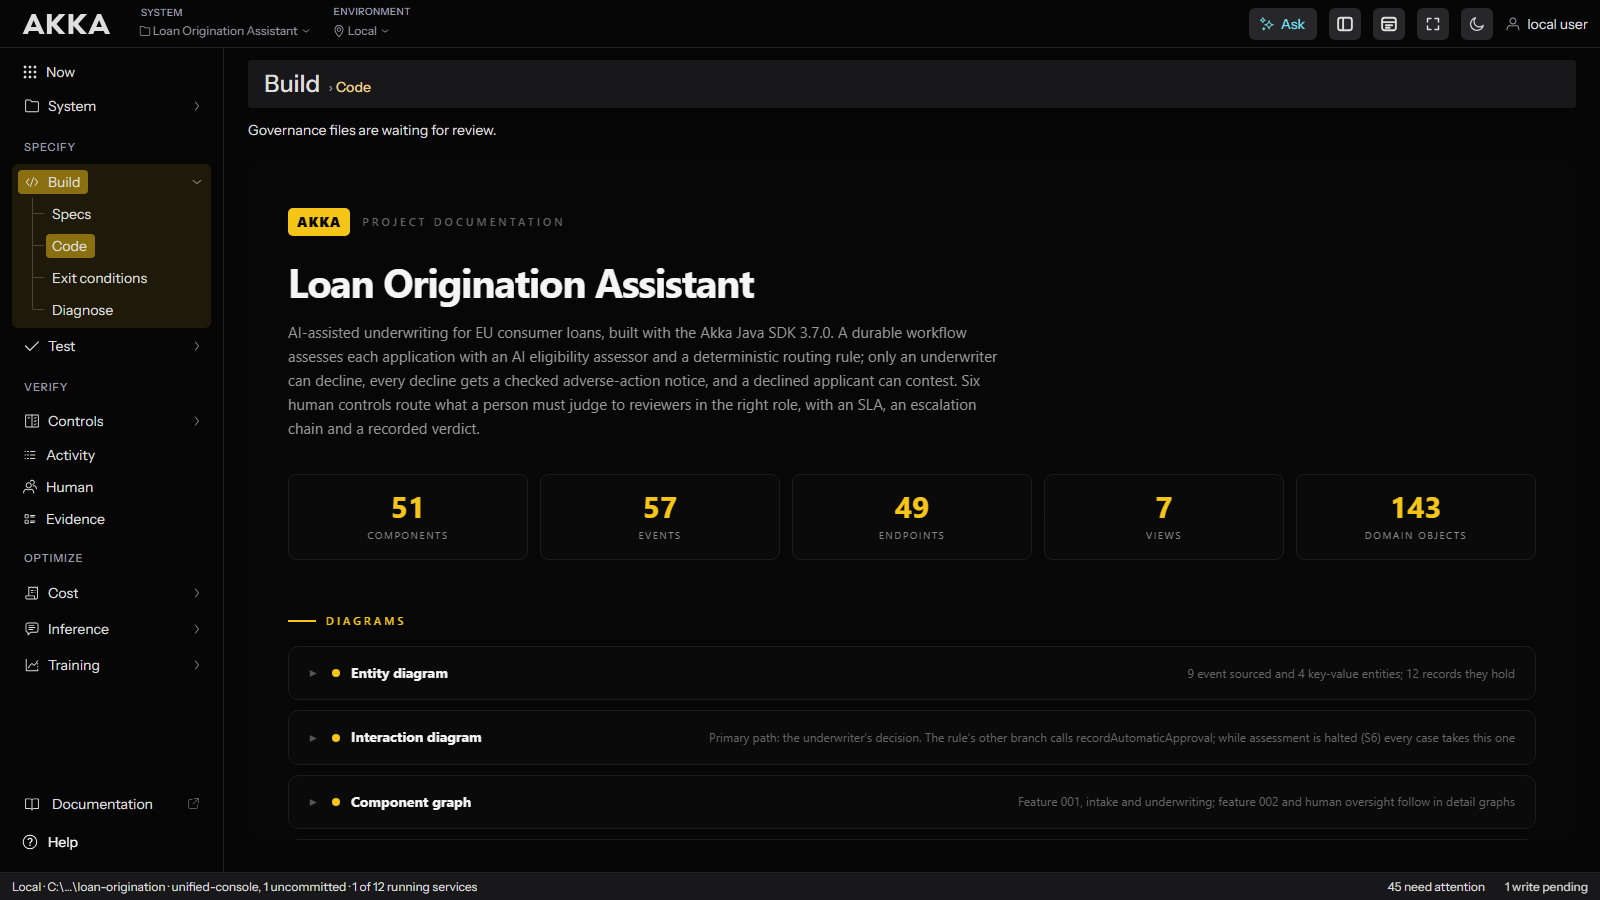 AKKA
SYSTEM
Loan Origination Assistant
ENVIRONMENT
Local
Ask
local user
Now
System
SPECIFY
Build
Specs
Code
Exit conditions
Diagnose
Test
VERIFY
Controls
Activity
Human
Evidence
OPTIMIZE
Cost
Inference
Training
Documentation
Help
Build › Code
Governance files are waiting for review.
AKKA PROJECT DOCUMENTATION
Loan Origination Assistant
AI-assisted underwriting for EU consumer loans, built with the Akka Java SDK 3.7.0. A durable workflow
assesses each application with an AI eligibility assessor and a deterministic routing rule; only an underwriter
can decline, every decline gets a checked adverse-action notice, and a declined applicant can contest. Six
human controls route what a person must judge to reviewers in the right role, with an SLA, an escalation
chain and a recorded verdict.
51
COMPONENTS
57
EVENTS
49
ENDPOINTS
7
VIEWS
143
DOMAIN OBJECTS
DIAGRAMS
Entity diagram
9 event sourced and 4 key-value entities; 12 records they hold
Interaction diagram
Primary path: the underwriter's decision. The rule's other branch calls recordAutomaticApproval; while assessment is halted (S6) every case takes this one
Component graph
Feature 001, intake and underwriting; feature 002 and human oversight follow in detail graphs
Local · C:\...\loan-origination · unified-console, 1 uncommitted · 1 of 12 running services
45 need attention
1 write pending